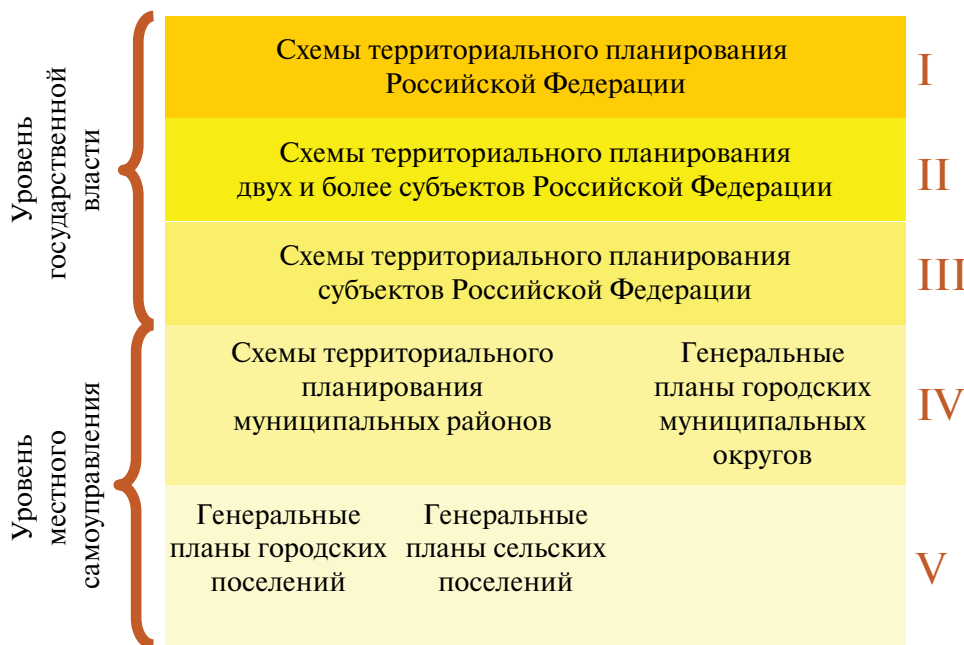 Уровень
государственной
власти
Схемы территориального планирования
Российской Федерации
I
Схемы территориального планирования
двух и более субъектов Российской Федерации
II
Схемы территориального планирования
субъектов Российской Федерации
III
Уровень
местного
самоуправления
Схемы территориального
планирования
муниципальных районов
Генеральные
планы городских
муниципальных
округов
IV
Генеральные
планы городских
поселений
Генеральные
планы сельских
поселений
V